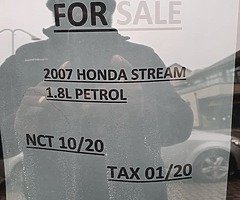 FOR SALE
2007 HONDA STREAM
1.8L PETROL
NCT 10/20
TAX 01/20